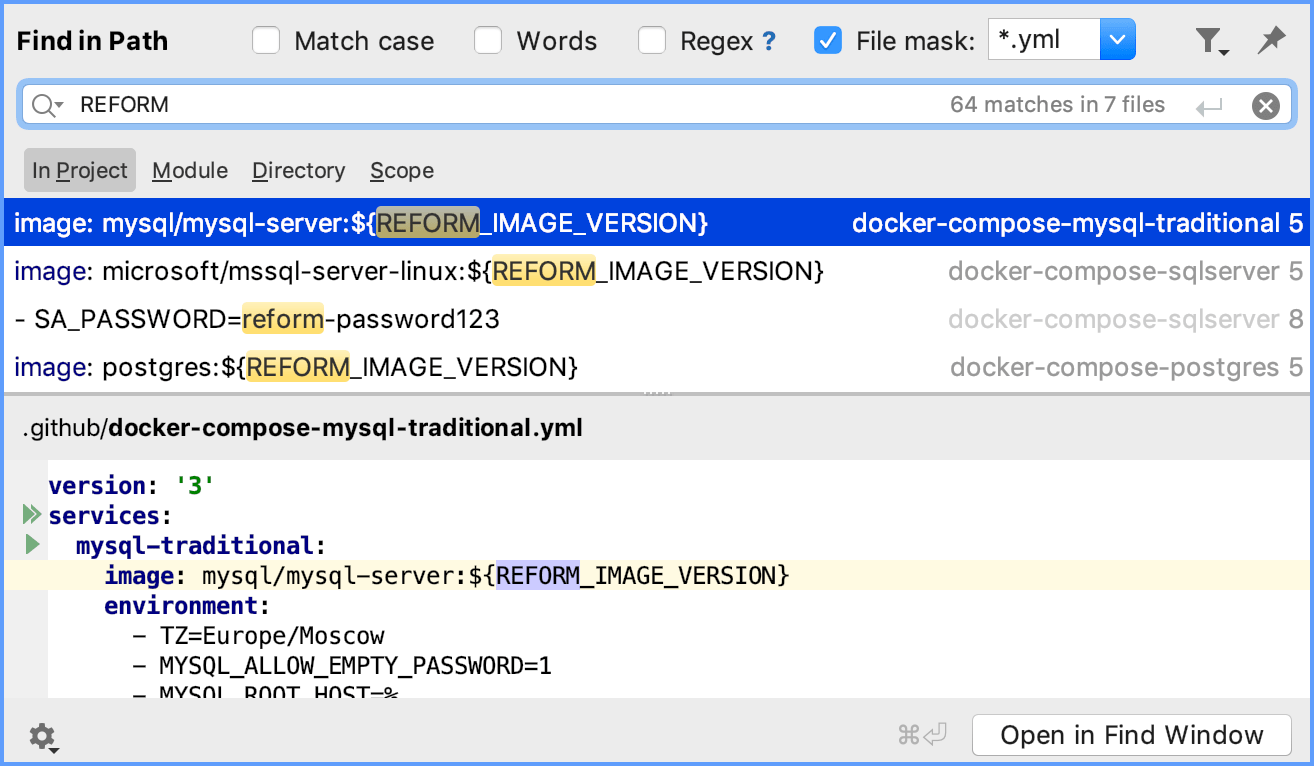 Find in Path Match case Words Regex ? File mask: *.yml
REFORM 64 matches in 7 files
In Project Module Directory Scope
image: mysql/mysql-server:${REFORM_IMAGE_VERSION} docker-compose-mysql-traditional 5
image: microsoft/mssql-server-linux:${REFORM_IMAGE_VERSION} docker-compose-sqlserver 5
- SA_PASSWORD=reform-password123 docker-compose-sqlserver 8
image: postgres:${REFORM_IMAGE_VERSION} docker-compose-postgres 5
.github/docker-compose-mysql-traditional.yml
version: '3'
services:
mysql-traditional:
image: mysql/mysql-server:${REFORM_IMAGE_VERSION}
environment:
- TZ=Europe/Moscow
- MYSQL_ALLOW_EMPTY_PASSWORD=1
- MYSQL_ROOT_HOST=%
⌘⏎ Open in Find Window